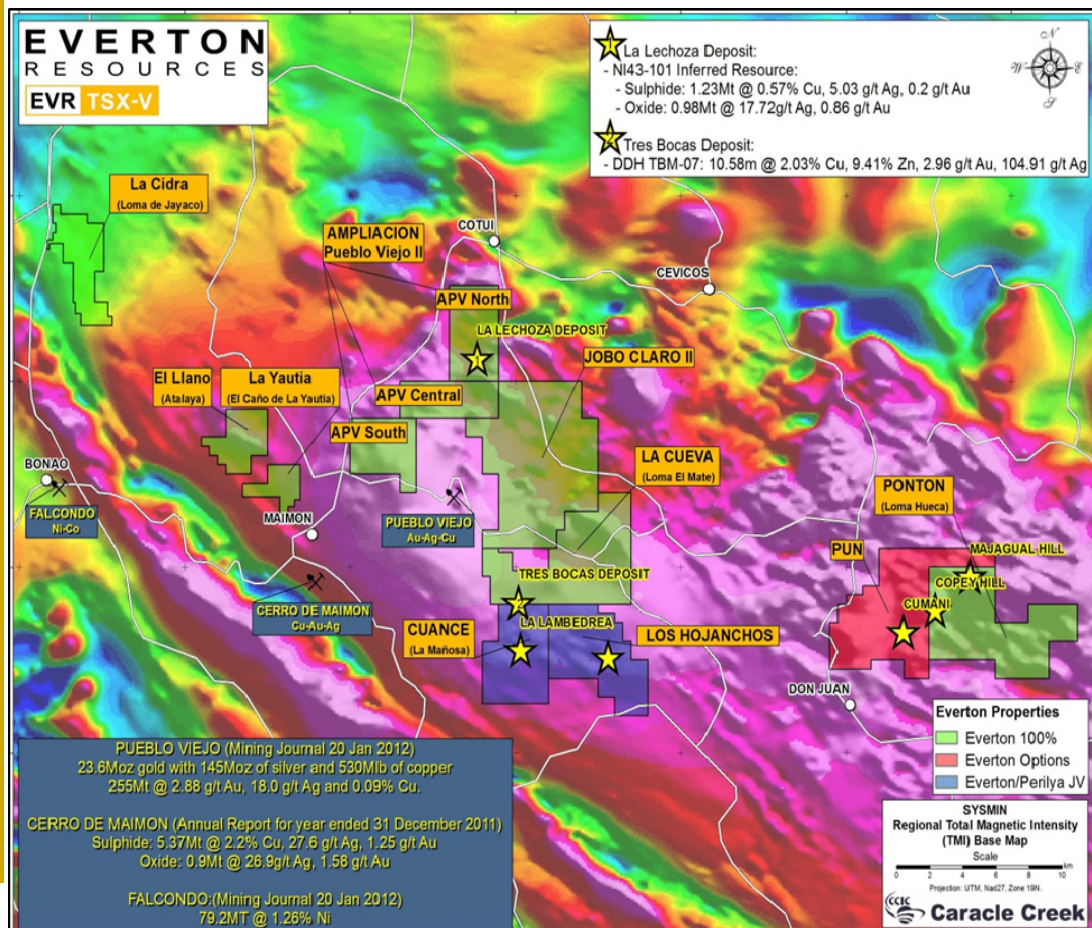 EVERTON
RESOURCES
EVR TSX-V
1 La Lechoza Deposit:
- NI43-101 Inferred Resource:
- Sulphide: 1.23Mt @ 0.57% Cu, 5.03 g/t Ag, 0.2 g/t Au
- Oxide: 0.98Mt @ 17.72g/t Ag, 0.86 g/t Au
2 Tres Bocas Deposit:
- DDH TBM-07: 10.58m @ 2.03% Cu, 9.41% Zn, 2.96 g/t Au, 104.91 g/t Ag
N
W
E
S
La Cidra
(Loma de Jayaco)
AMPLIACION
Pueblo Viejo II
COTUI
CEVICOS
APV North
LA LECHOZA DEPOSIT
1
JOBO CLARO II
El Llano
(Atalaya)
La Yautia
(El Caño de La Yautia)
APV Central
APV South
LA CUEVA
(Loma El Mate)
BONAO
FALCONDO
Ni-Co
MAIMON
PUEBLO VIEJO
Au-Ag-Cu
PONTON
(Loma Hueca)
PUN
MAJAGUAL HILL
COPEY HILL
CUMANI
TRES BOCAS DEPOSIT
2
CERRO DE MAIMON
Cu-Au-Ag
CUANCE
(La Mañosa)
LA LAMBEDREA
LOS HOJANCHOS
DON JUAN
Everton Properties
Everton 100%
Everton Options
Everton/Perilya JV
PUEBLO VIEJO (Mining Journal 20 Jan 2012)
23.6Moz gold with 145Moz of silver and 530Mlb of copper
255Mt @ 2.88 g/t Au, 18.0 g/t Ag and 0.09% Cu.
CERRO DE MAIMON (Annual Report for year ended 31 December 2011)
Sulphide: 5.37Mt @ 2.2% Cu, 27.6 g/t Ag, 1.25 g/t Au
Oxide: 0.9Mt @ 26.9g/t Ag, 1.58 g/t Au
FALCONDO:(Mining Journal 20 Jan 2012)
79.2MT @ 1.26% Ni
SYSMIN
Regional Total Magnetic Intensity
(TMI) Base Map
Scale
0 2 4 6 8 10
km
Projection: UTM, Nad27, Zone 19N.
CCIC
Caracle Creek